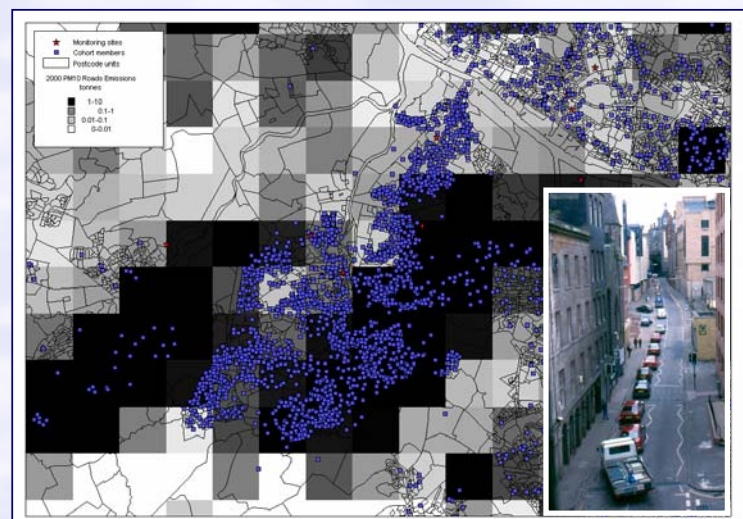 Monitoring sites
Cohort members
Postcode units
2000 PM10 Roads Emissions
tonnes
1-10
0.1-1
0.01-0.1
0-0.01